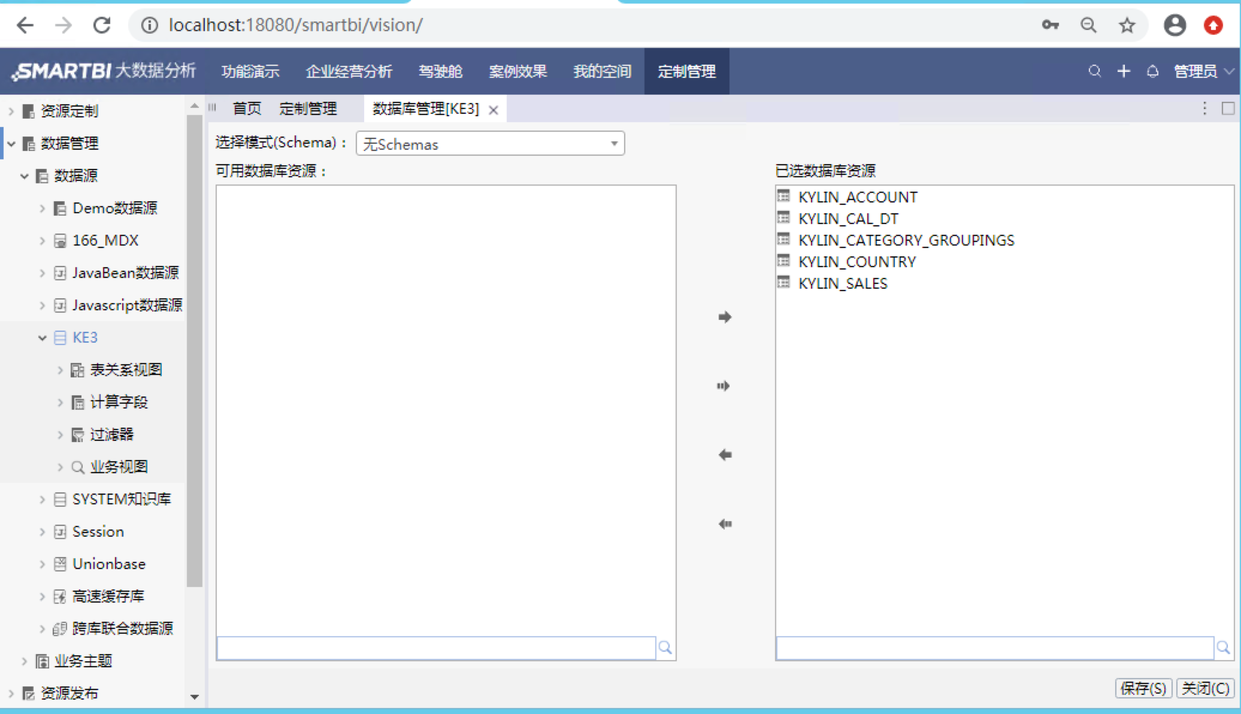 localhost:18080/smartbi/vision/
SMARTBI 大数据分析 功能演示 企业经营分析 驾驶舱 案例效果 我的空间 定制管理 管理员
资源定制
数据管理
数据源
Demo数据源
166_MDX
JavaBean数据源
Javascript数据源
KE3
表关系视图
计算字段
过滤器
业务视图
SYSTEM知识库
Session
Unionbase
高速缓存库
跨库联合数据源
业务主题
资源发布
首页 定制管理 数据库管理[KE3]
选择模式(Schema)： 无Schemas
可用数据库资源：
已选数据库资源
KYLIN_ACCOUNT
KYLIN_CAL_DT
KYLIN_CATEGORY_GROUPINGS
KYLIN_COUNTRY
KYLIN_SALES
保存(S) 关闭(C)